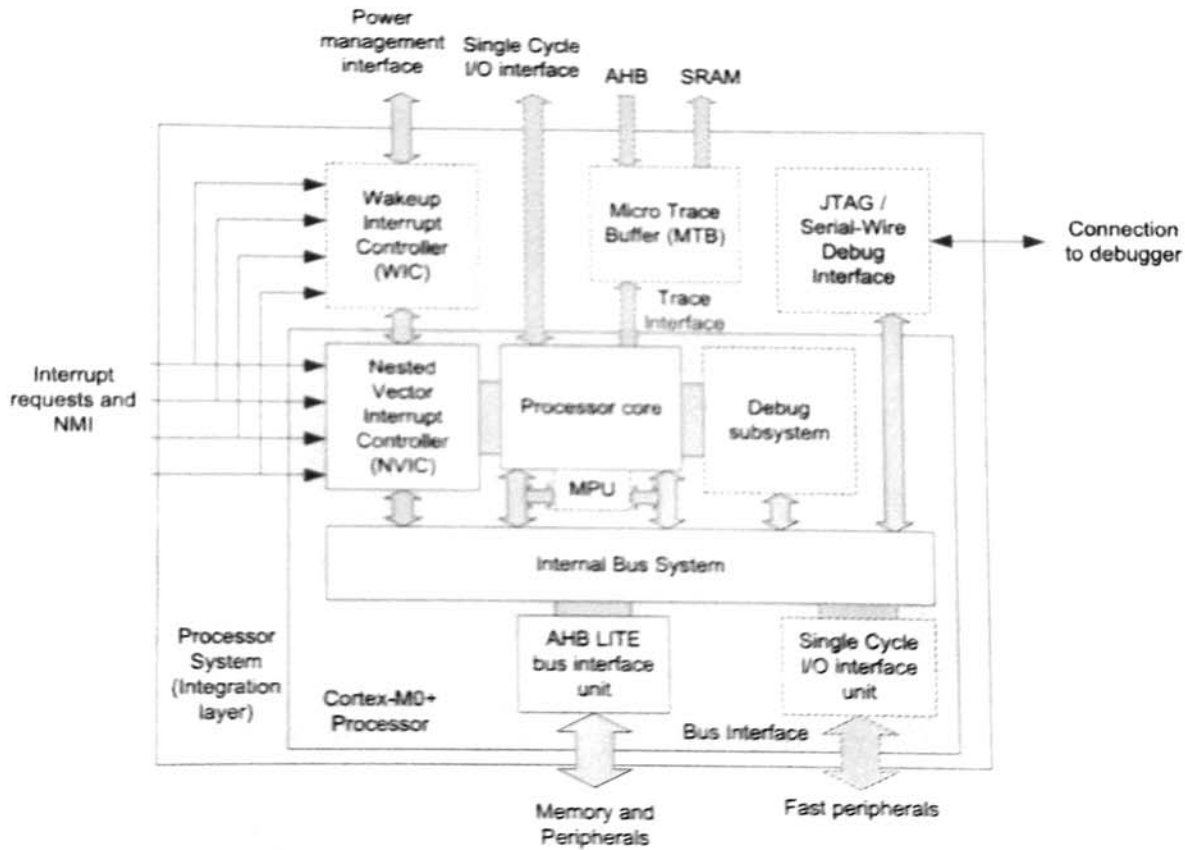 Power
management
interface
Single Cycle
I/O interface
AHB
SRAM
Wakeup
Interrupt
Controller
(WIC)
Micro Trace
Buffer (MTB)
JTAG /
Serial-Wire
Debug
Interface
Connection
to debugger
Trace
Interface
Interrupt
requests and
NMI
Nested
Vector
Interrupt
Controller
(NVIC)
Processor core
Debug
subsystem
MPU
Internal Bus System
Processor
System
(Integration
layer)
Cortex-M0+
Processor
AHB LITE
bus interface
unit
Single Cycle
I/O interface
unit
Bus Interface
Memory and
Peripherals
Fast peripherals